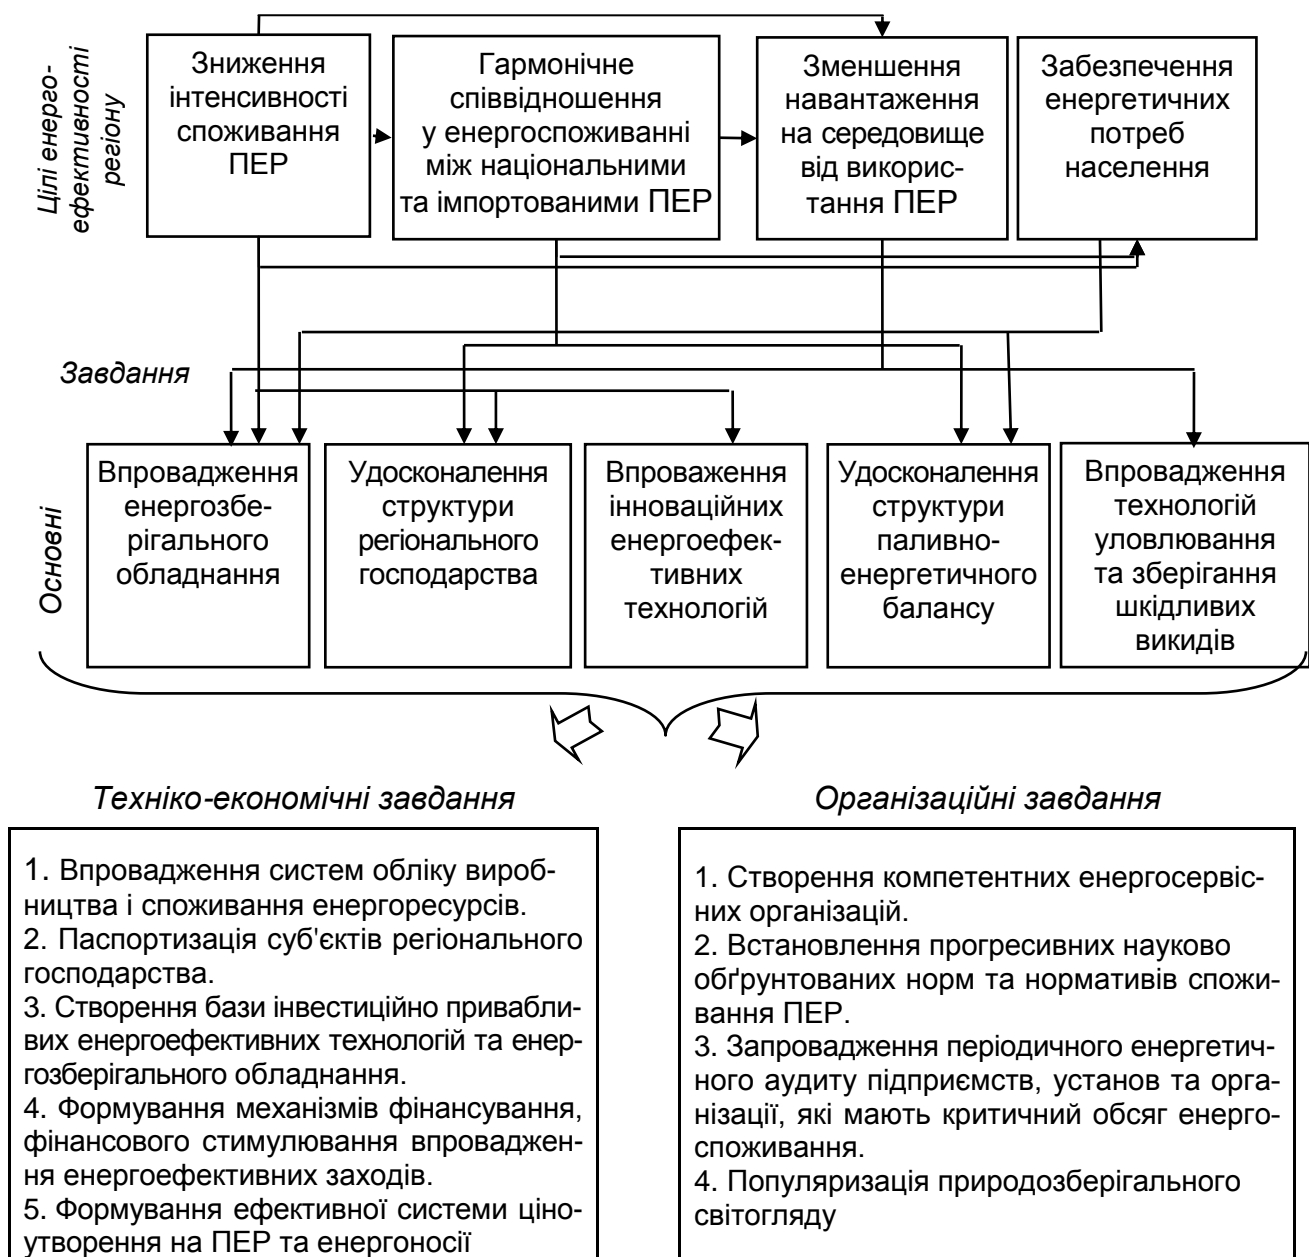 Цілі енерго-
ефективності
регіону
Зниження
інтенсивності
споживання
ПЕР
Гармонічне
співвідношення
у енергоспоживанні
між національними
та імпортованими ПЕР
Зменшення
навантаження
на середовище
від викорис-
тання ПЕР
Забезпечення
енергетичних
потреб
населення
Завдання
Основні
Впровадження
енергозбе-
рігального
обладнання
Удосконалення
структури
регіонального
господарства
Впроваження
інноваційних
енергоефек-
тивних
технологій
Удосконалення
структури
паливно-
енергетичного
балансу
Впровадження
технологій
уловлювання
та зберігання
шкідливих
викидів
Техніко-економічні завдання
1. Впровадження систем обліку вироб-
ництва і споживання енергоресурсів.
2. Паспортизація суб'єктів регіонального
господарства.
3. Створення бази інвестиційно приваблі-
вих енергоефективних технологій та енер-
гозберігального обладнання.
4. Формування механізмів фінансування,
фінансового стимулювання впроваджен-
ня енергоефективних заходів.
5. Формування ефективної системи ціно-
утворення на ПЕР та енергоносії
Організаційні завдання
1. Створення компетентних енергосервіс-
них організацій.
2. Встановлення прогресивних науково
обґрунтованих норм та нормативів спожи-
вання ПЕР.
3. Запровадження періодичного енергетич-
ного аудиту підприємств, установ та орга-
нізації, які мають критичний обсяг енерго-
споживання.
4. Популяризація природозберігального
світогляду